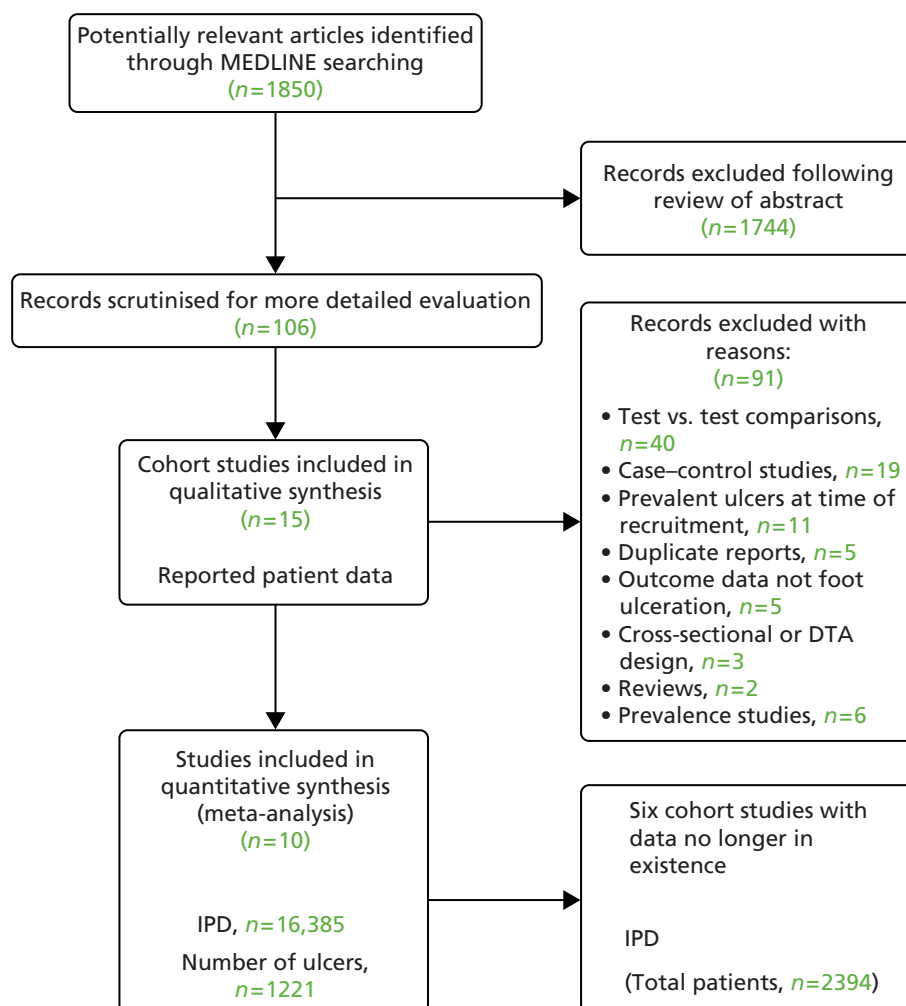 Potentially relevant articles identified
through MEDLINE searching
(n=1850)
Records excluded following
review of abstract
(n=1744)
Records scrutinised for more detailed evaluation
(n=106)
Records excluded with
reasons:
(n=91)
• Test vs. test comparisons,
n=40
• Case–control studies, n=19
• Prevalent ulcers at time of
recruitment, n=11
• Duplicate reports, n=5
• Outcome data not foot
ulceration, n=5
• Cross-sectional or DTA
design, n=3
• Reviews, n=2
• Prevalence studies, n=6
Cohort studies included in
qualitative synthesis
(n=15)
Reported patient data
Studies included in
quantitative synthesis
(meta-analysis)
(n=10)
IPD, n=16,385
Number of ulcers,
n=1221
Six cohort studies with
data no longer in
existence
IPD
(Total patients, n=2394)